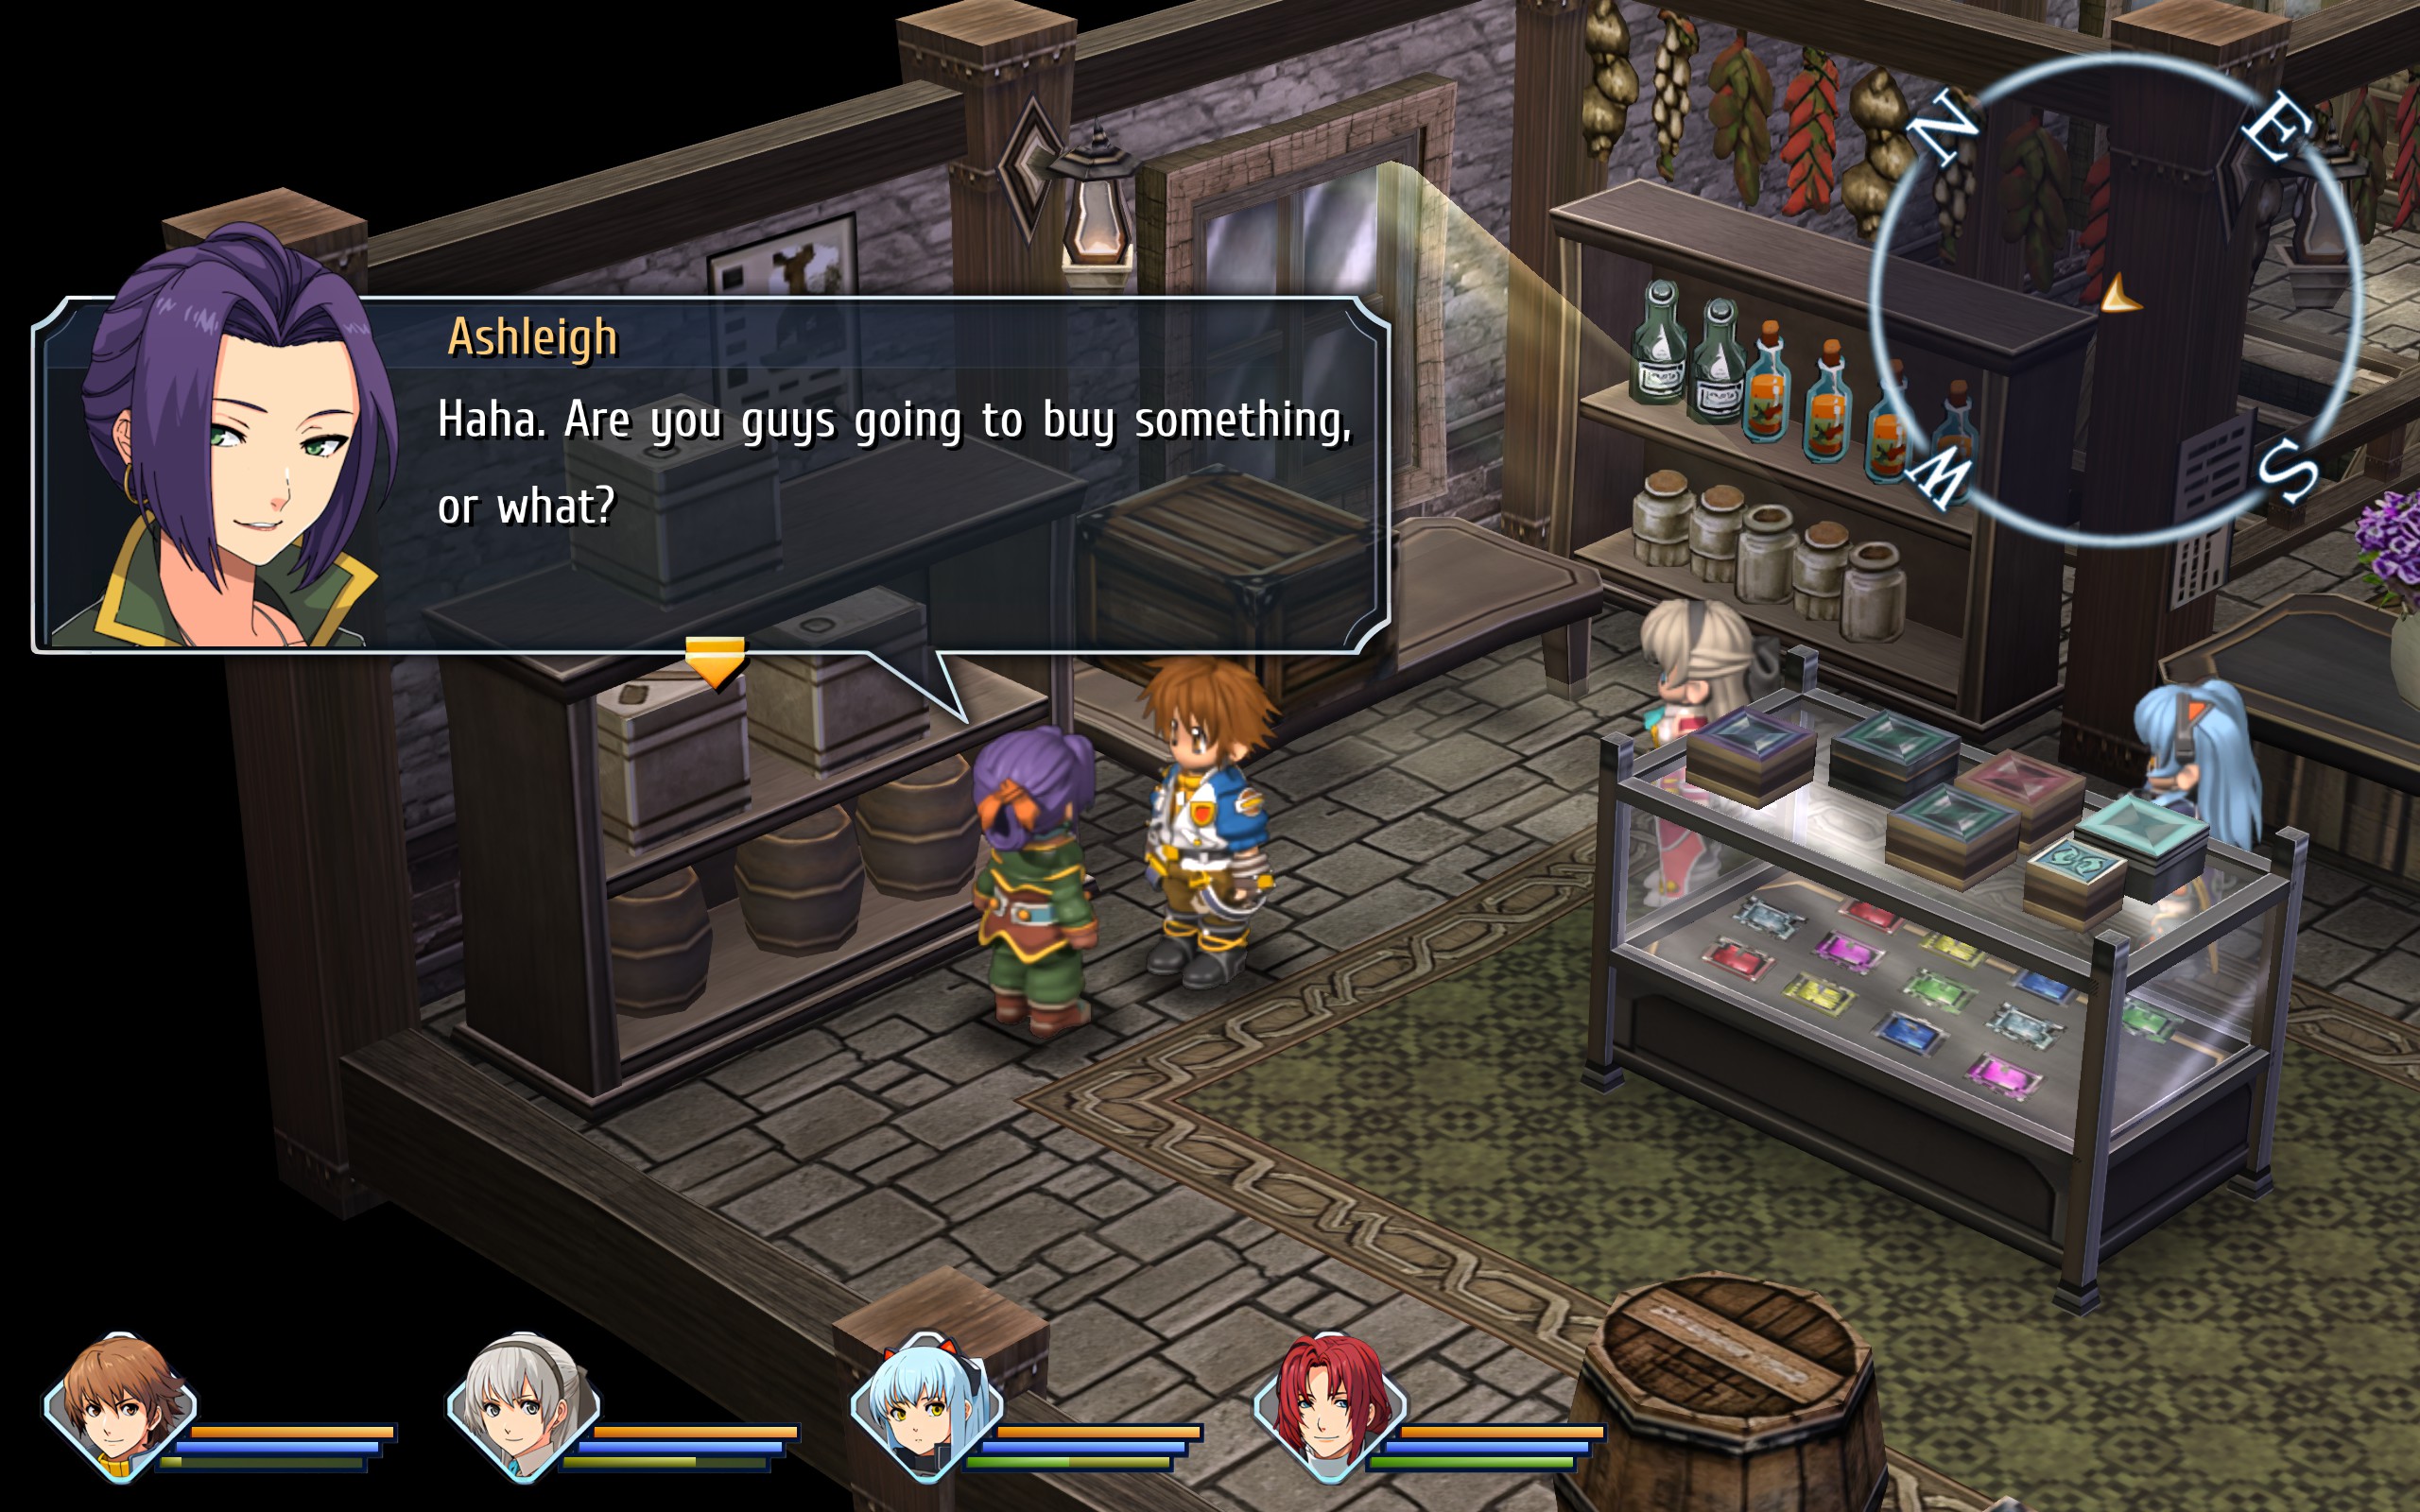 N
E
Ashleigh
Haha. Are you guys going to buy something,
or what?
W
S